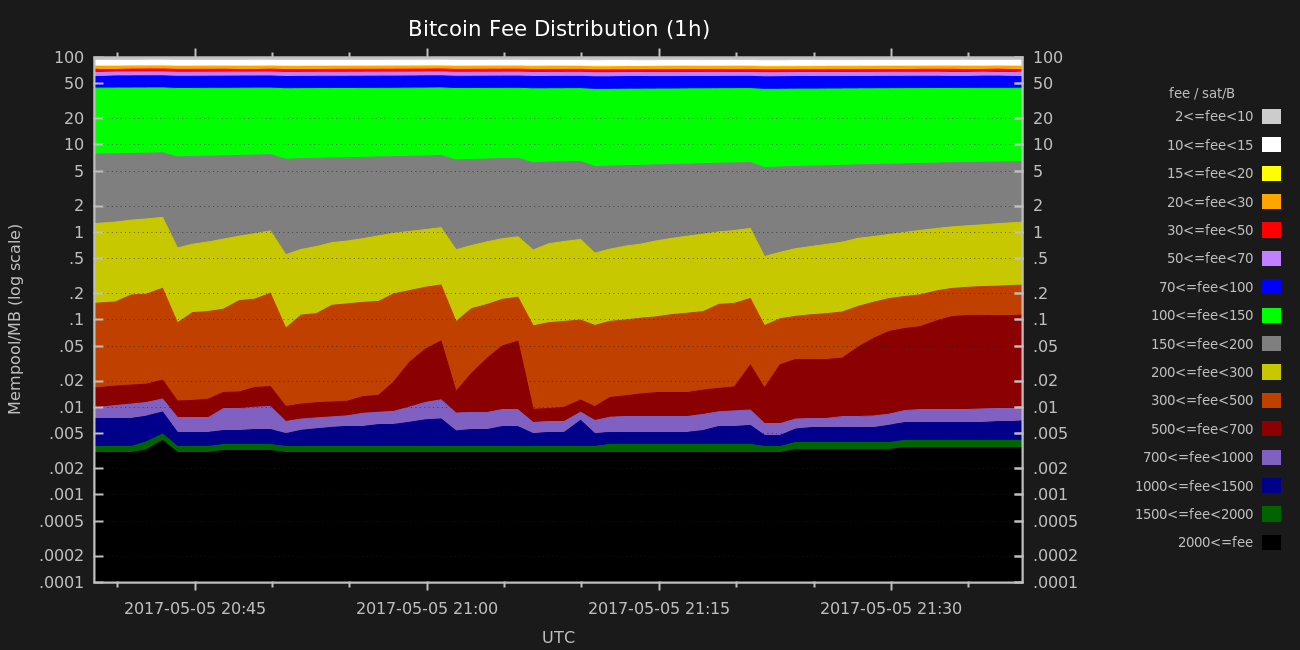 Bitcoin Fee Distribution (1h)
Mempool/MB (log scale)
100
50
20
10
5
2
1
.5
.2
.1
.05
.02
.01
.005
.002
.001
.0005
.0002
.0001
100
50
20
10
5
2
1
.5
.2
.1
.05
.02
.01
.005
.002
.001
.0005
.0002
.0001
2017-05-05 20:45
2017-05-05 21:00
2017-05-05 21:15
2017-05-05 21:30
UTC
fee / sat/B
2<=fee<10
10<=fee<15
15<=fee<20
20<=fee<30
30<=fee<50
50<=fee<70
70<=fee<100
100<=fee<150
150<=fee<200
200<=fee<300
300<=fee<500
500<=fee<700
700<=fee<1000
1000<=fee<1500
1500<=fee<2000
2000<=fee